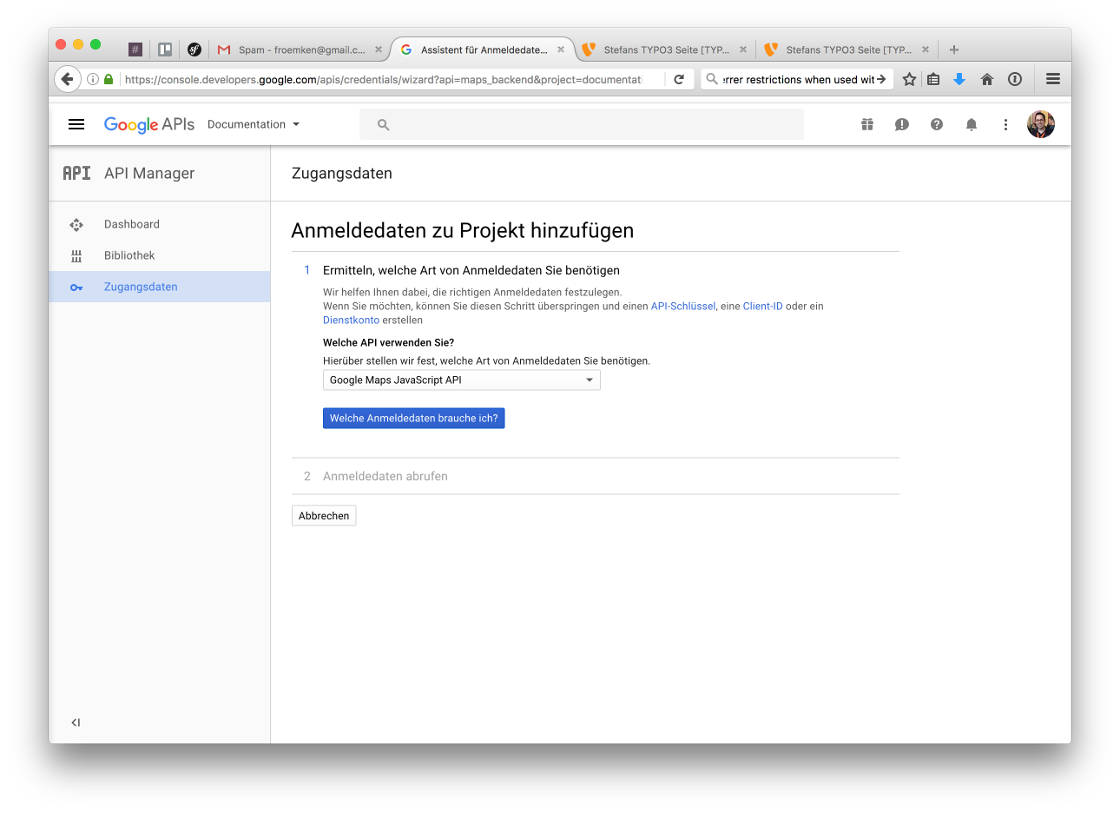 #
sf
Spam - froemken@gmail.c...
Assistent für Anmeldedate...
Stefans TYPO3 Seite [TYP...
Stefans TYPO3 Seite [TYP...
https://console.developers.google.com/apis/credentials/wizard?api=maps_backend&project=documentat
rrer restrictions when used wit
Google APIs
Documentation
API
API Manager
Zugangsdaten
Dashboard
Bibliothek
Zugangsdaten
Anmeldedaten zu Projekt hinzufügen
1 Ermitteln, welche Art von Anmeldedaten Sie benötigen
Wir helfen Ihnen dabei, die richtigen Anmeldedaten festzulegen.
Wenn Sie möchten, können Sie diesen Schritt überspringen und einen API-Schlüssel, eine Client-ID oder ein
Dienstkonto erstellen
Welche API verwenden Sie?
Hierüber stellen wir fest, welche Art von Anmeldedaten Sie benötigen.
Google Maps JavaScript API
Welche Anmeldedaten brauche ich?
2 Anmeldedaten abrufen
Abbrechen